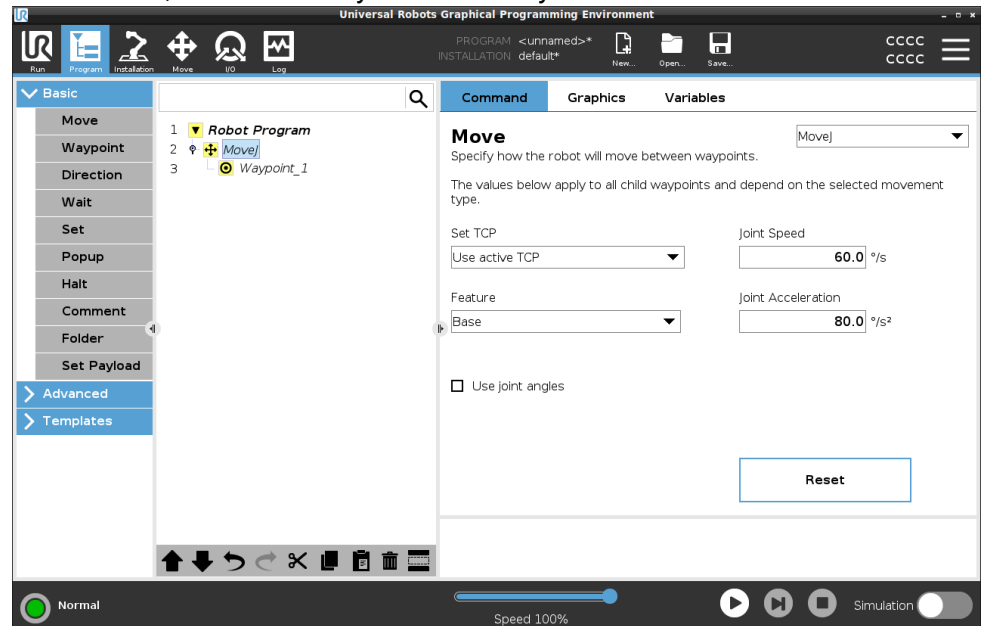 Universal Robots Graphical Programming Environment
UR
Run
Program
Installation
Move
I/O
Log
PROGRAM <unnamed>*
INSTALLATION default*
New...
Open...
Save...
CCCC
CCCC
Basic
Move
Waypoint
Direction
Wait
Set
Popup
Halt
Comment
Folder
Set Payload
Advanced
Templates
1 Robot Program
2 MoveJ
3 Waypoint_1
Command Graphics Variables
Move
MoveJ
Specify how the robot will move between waypoints.
The values below apply to all child waypoints and depend on the selected movement
type.
Set TCP
Use active TCP
Joint Speed
60.0 °/s
Feature
Base
Joint Acceleration
80.0 °/s²
Use joint angles
Reset
Normal
Speed 100%
Simulation